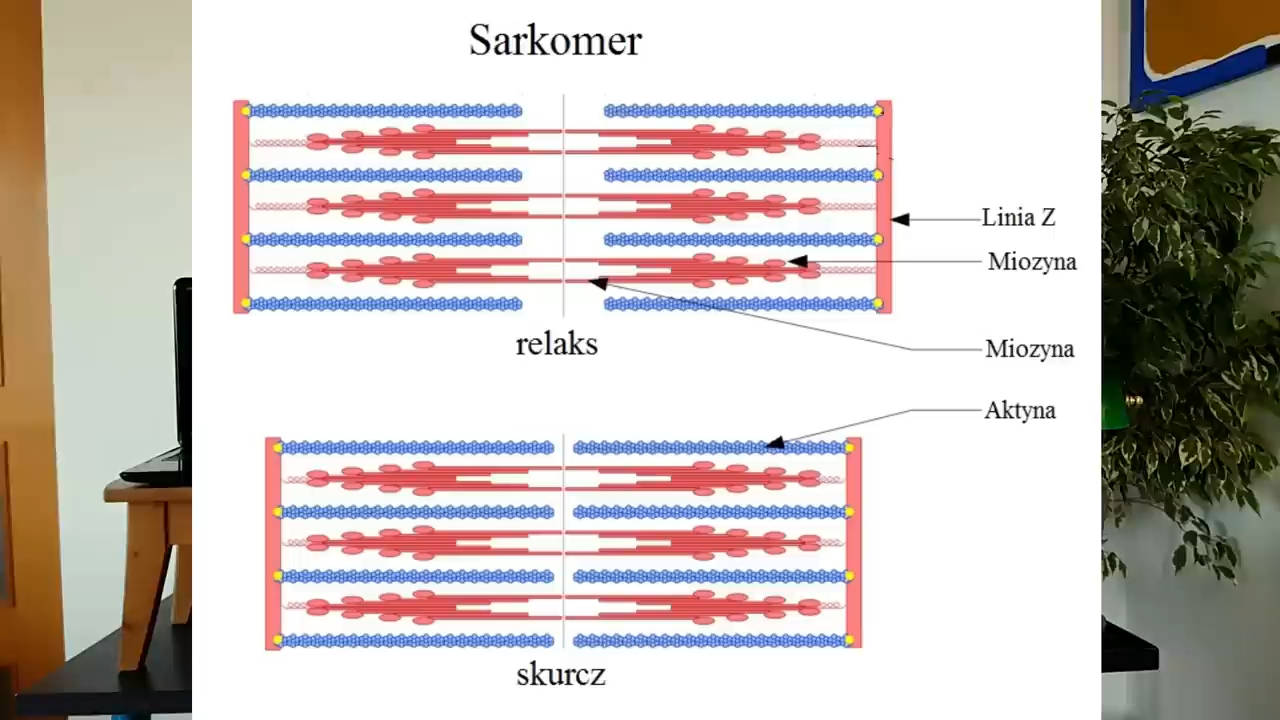 Sarkomer
Linia Z
Miozyna
relaks
Miozyna
Aktyna
skurcz